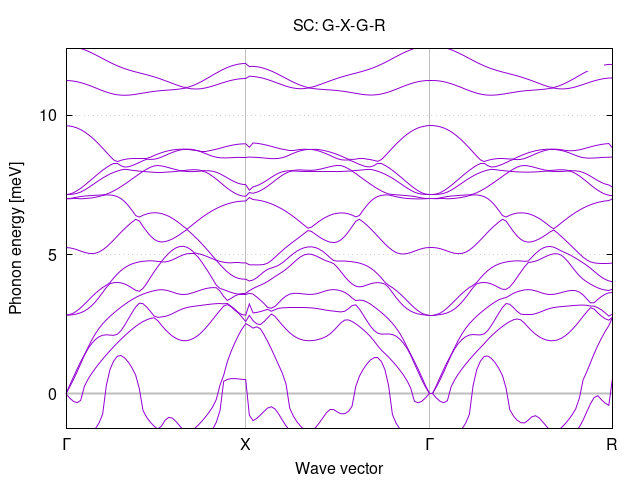 SC: G-X-G-R
Phonon energy [meV]
10
5
0
Γ X Γ R
Wave vector